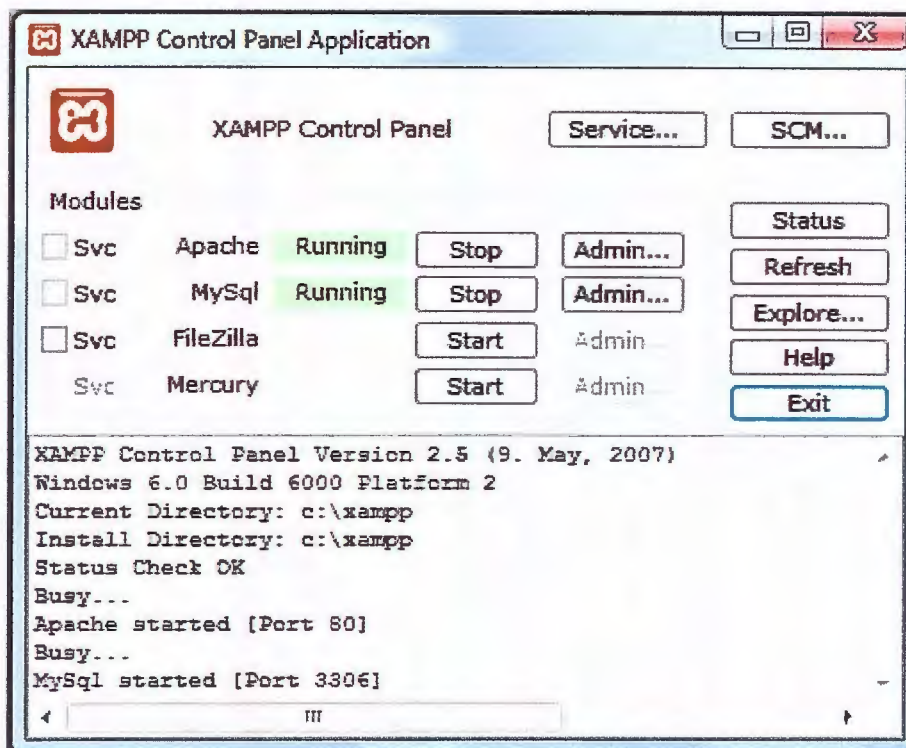 XAMPP Control Panel Application
XAMPP Control Panel Service... SCM...
Modules
Svc Apache Running Stop Admin...
Svc MySql Running Stop Admin...
Svc FileZilla Start Admin...
Svc Mercury Start Admin...
Status
Refresh
Explore...
Help
Exit
XAMPP Control Panel Version 2.5 (9. May, 2007)
Windows 6.0 Build 6000 Platform 2
Current Directory: c:\xampp
Install Directory: c:\xampp
Status Check OK
Busy...
Apache started [Port 80]
Busy...
MySql started [Port 3306]